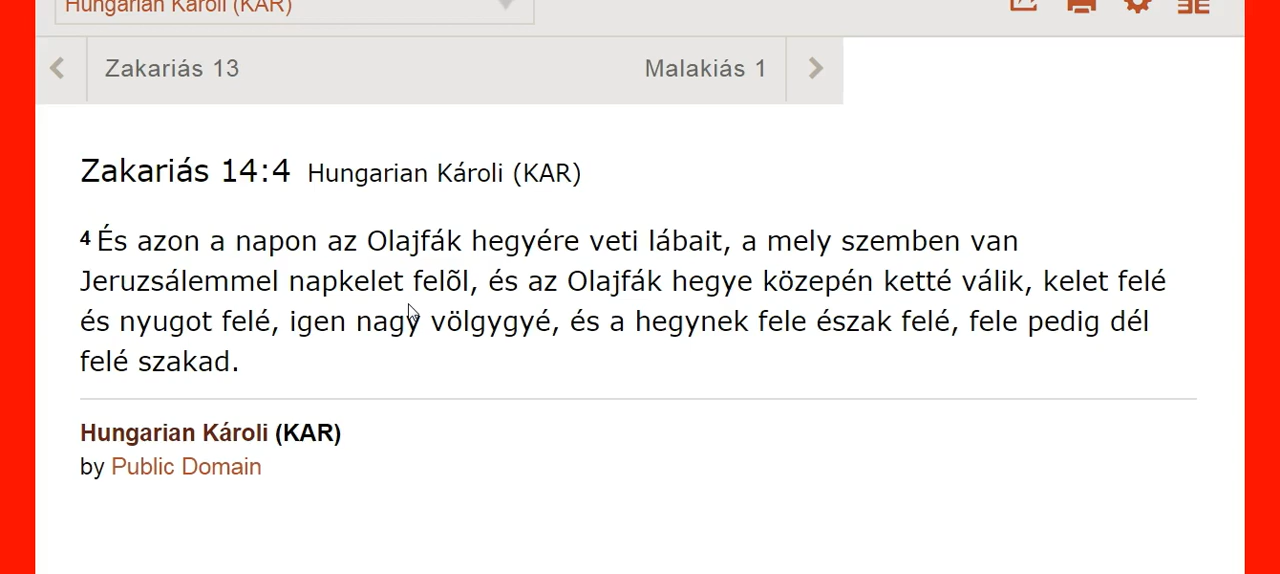 Hungarian Károli (KAR)
Zakariás 13
Malakiás 1
Zakariás 14:4 Hungarian Károli (KAR)
4 És azon a napon az Olajfák hegyére veti lábait, a mely szemben van
Jeruzsálemmel napkelet felõl, és az Olajfák hegye közepén ketté válik, kelet felé
és nyugot felé, igen nagy völgygyé, és a hegynek fele észak felé, fele pedig dél
felé szakad.
Hungarian Károli (KAR)
by Public Domain